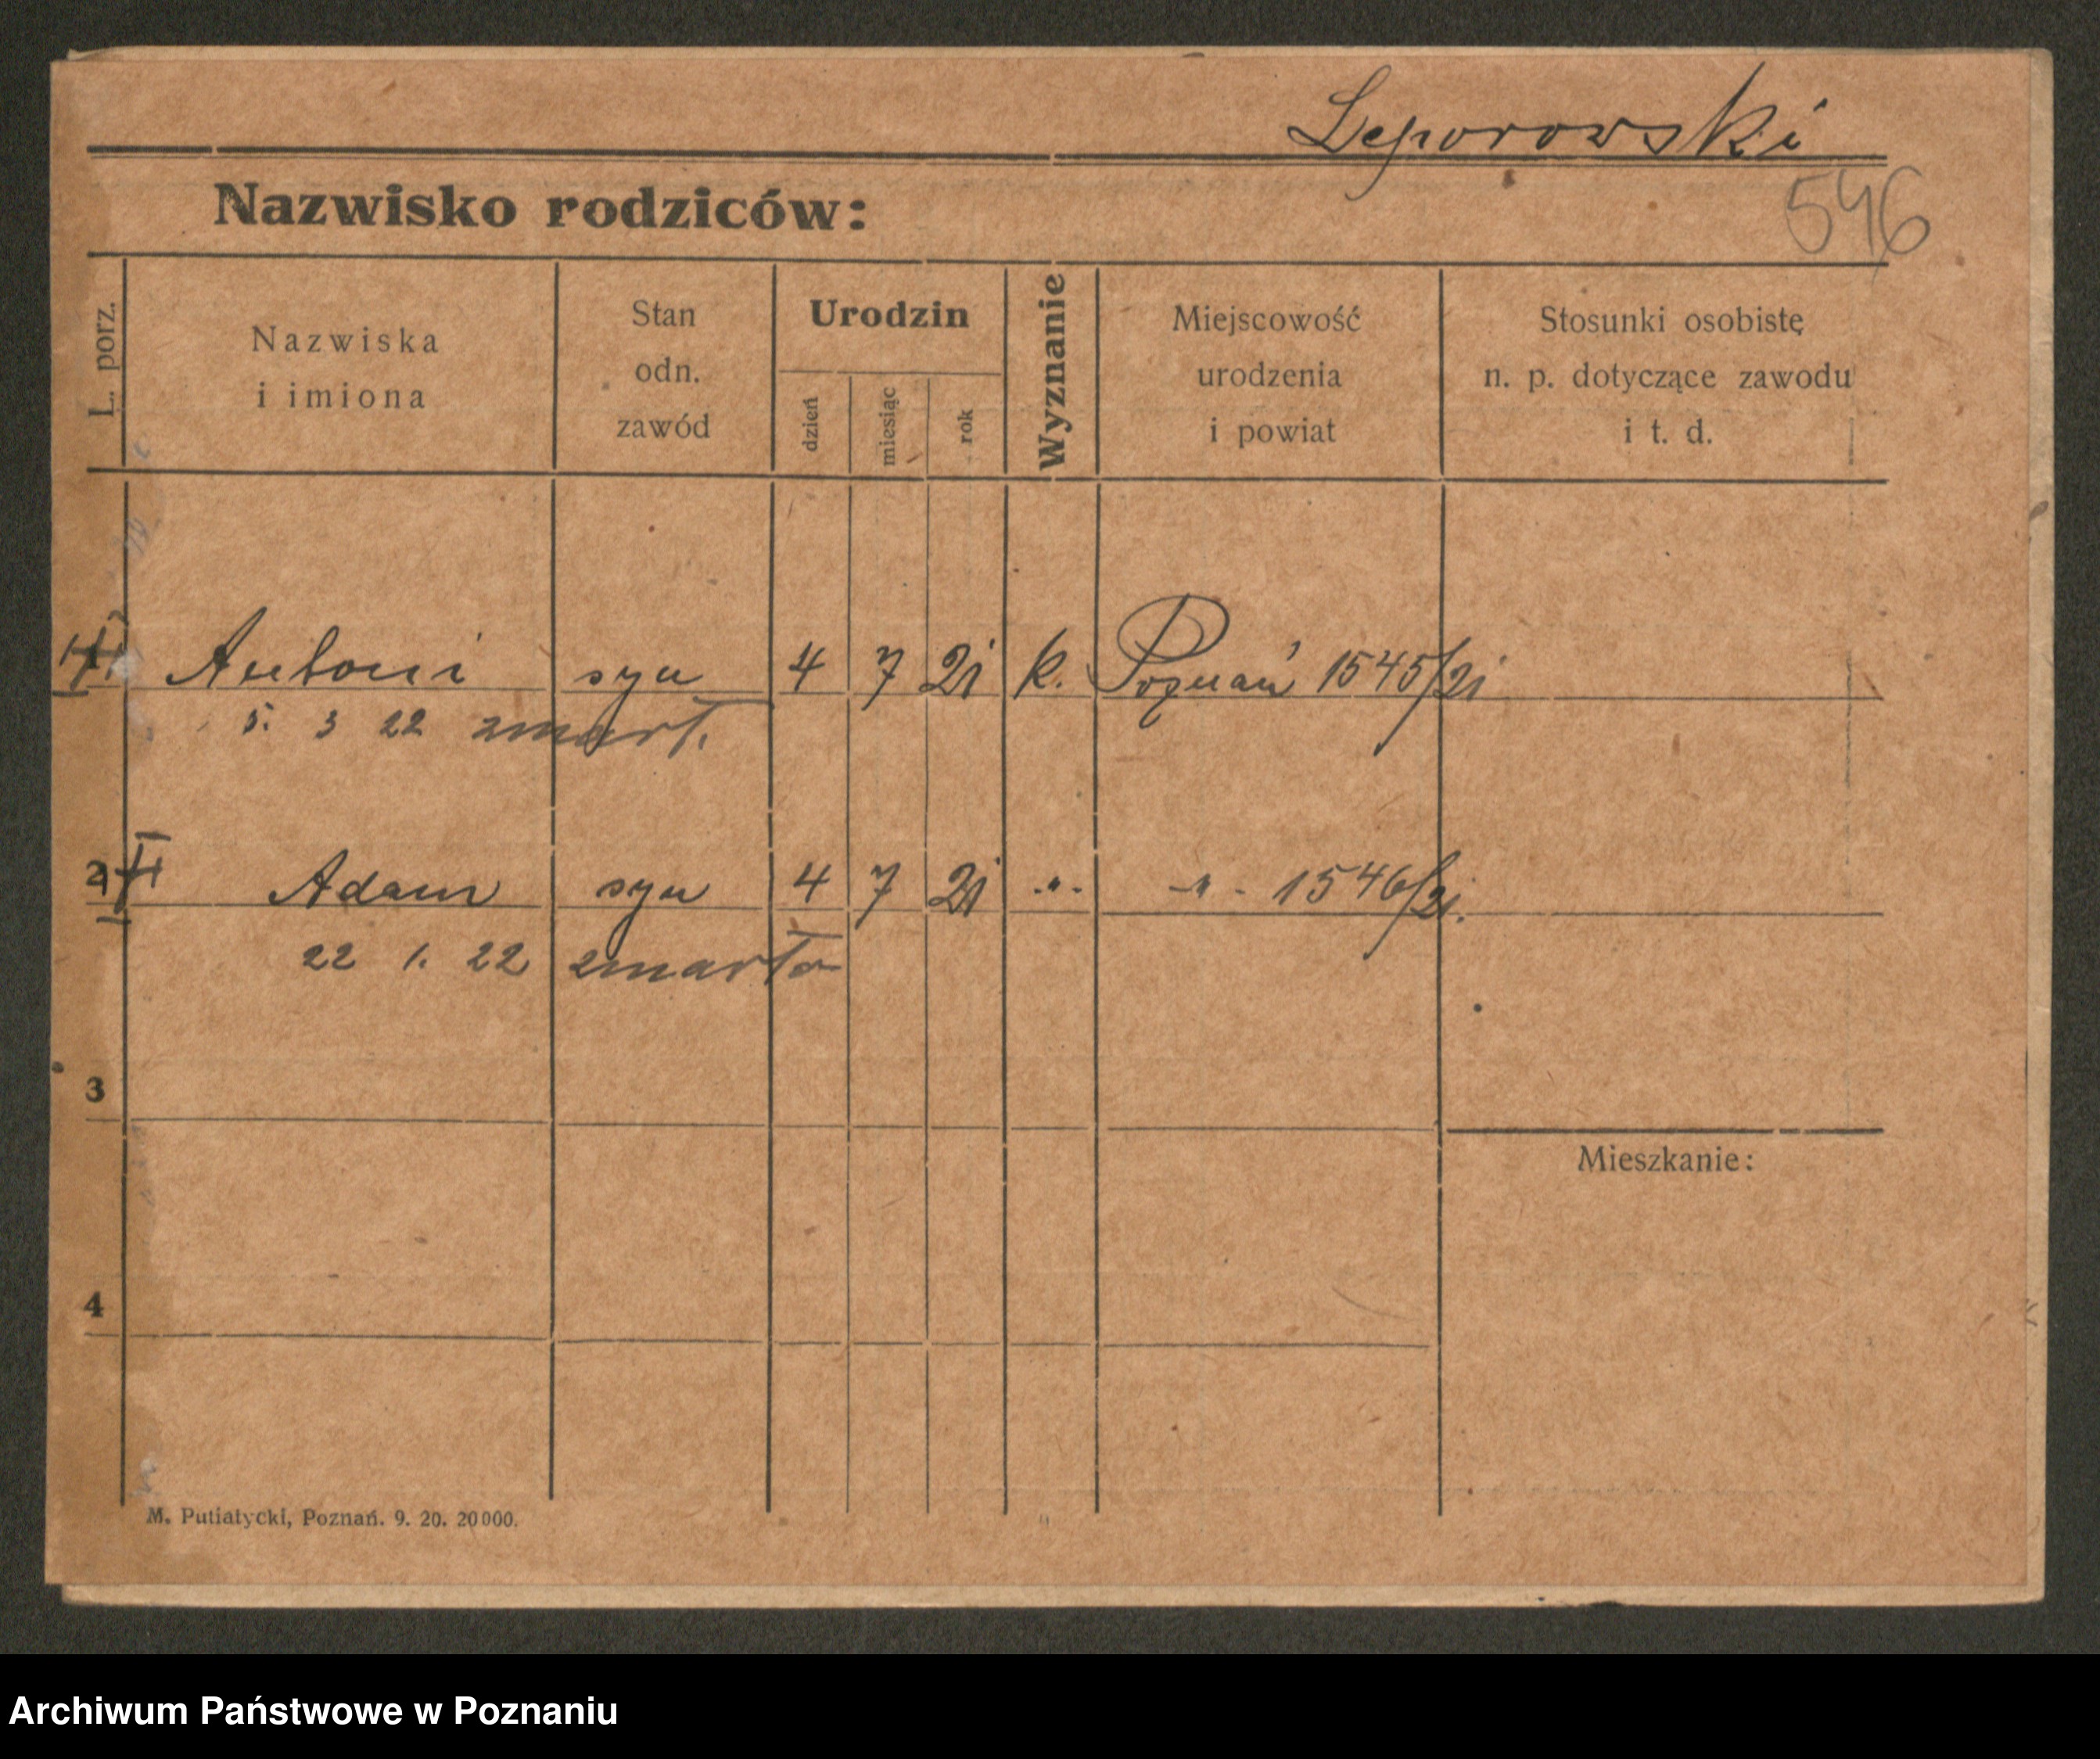 Leporowski
Nazwisko rodziców:
546
L. porz.
Nazwiska
i imiona
Stan
odn.
zawód
Urodzin
dzień
miesiąc
rok
Wyznanie
Miejscowość
urodzenia
i powiat
Stosunki osobistę
n. p. dotyczące zawodu
i t. d.
1 Antoni syn 4 7 21 k. Poznań 1545/21
5. 3 22 zmarł.
2 Adam syn 4 7 21 -"- -"- 1546/21.
22 1. 22 zmarła
3
Mieszkanie:
4
M. Putiatycki, Poznań. 9. 20. 20000.
Archiwum Państwowe w Poznaniu